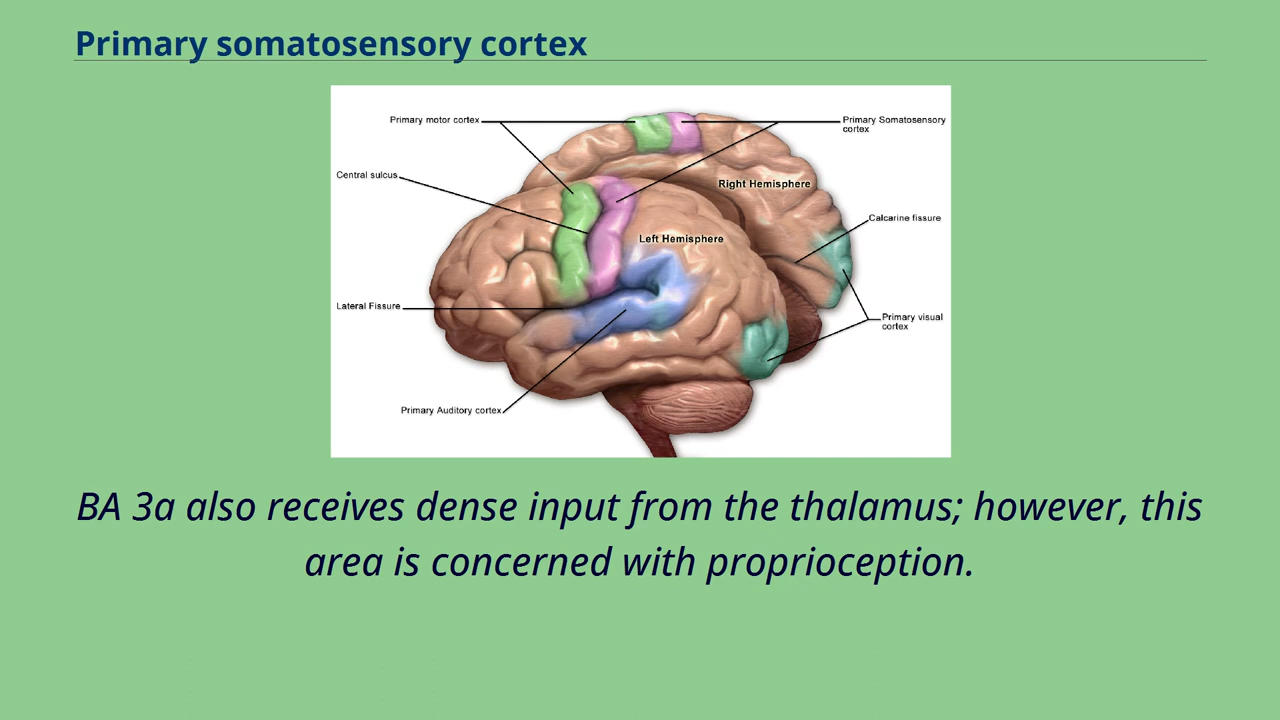 Primary somatosensory cortex
Primary motor cortex
Primary Somatosensory
cortex
Central sulcus
Right Hemisphere
Calcarine fissure
Left Hemisphere
Lateral Fissure
Primary visual
cortex
Primary Auditory cortex
BA 3a also receives dense input from the thalamus; however, this
area is concerned with proprioception.